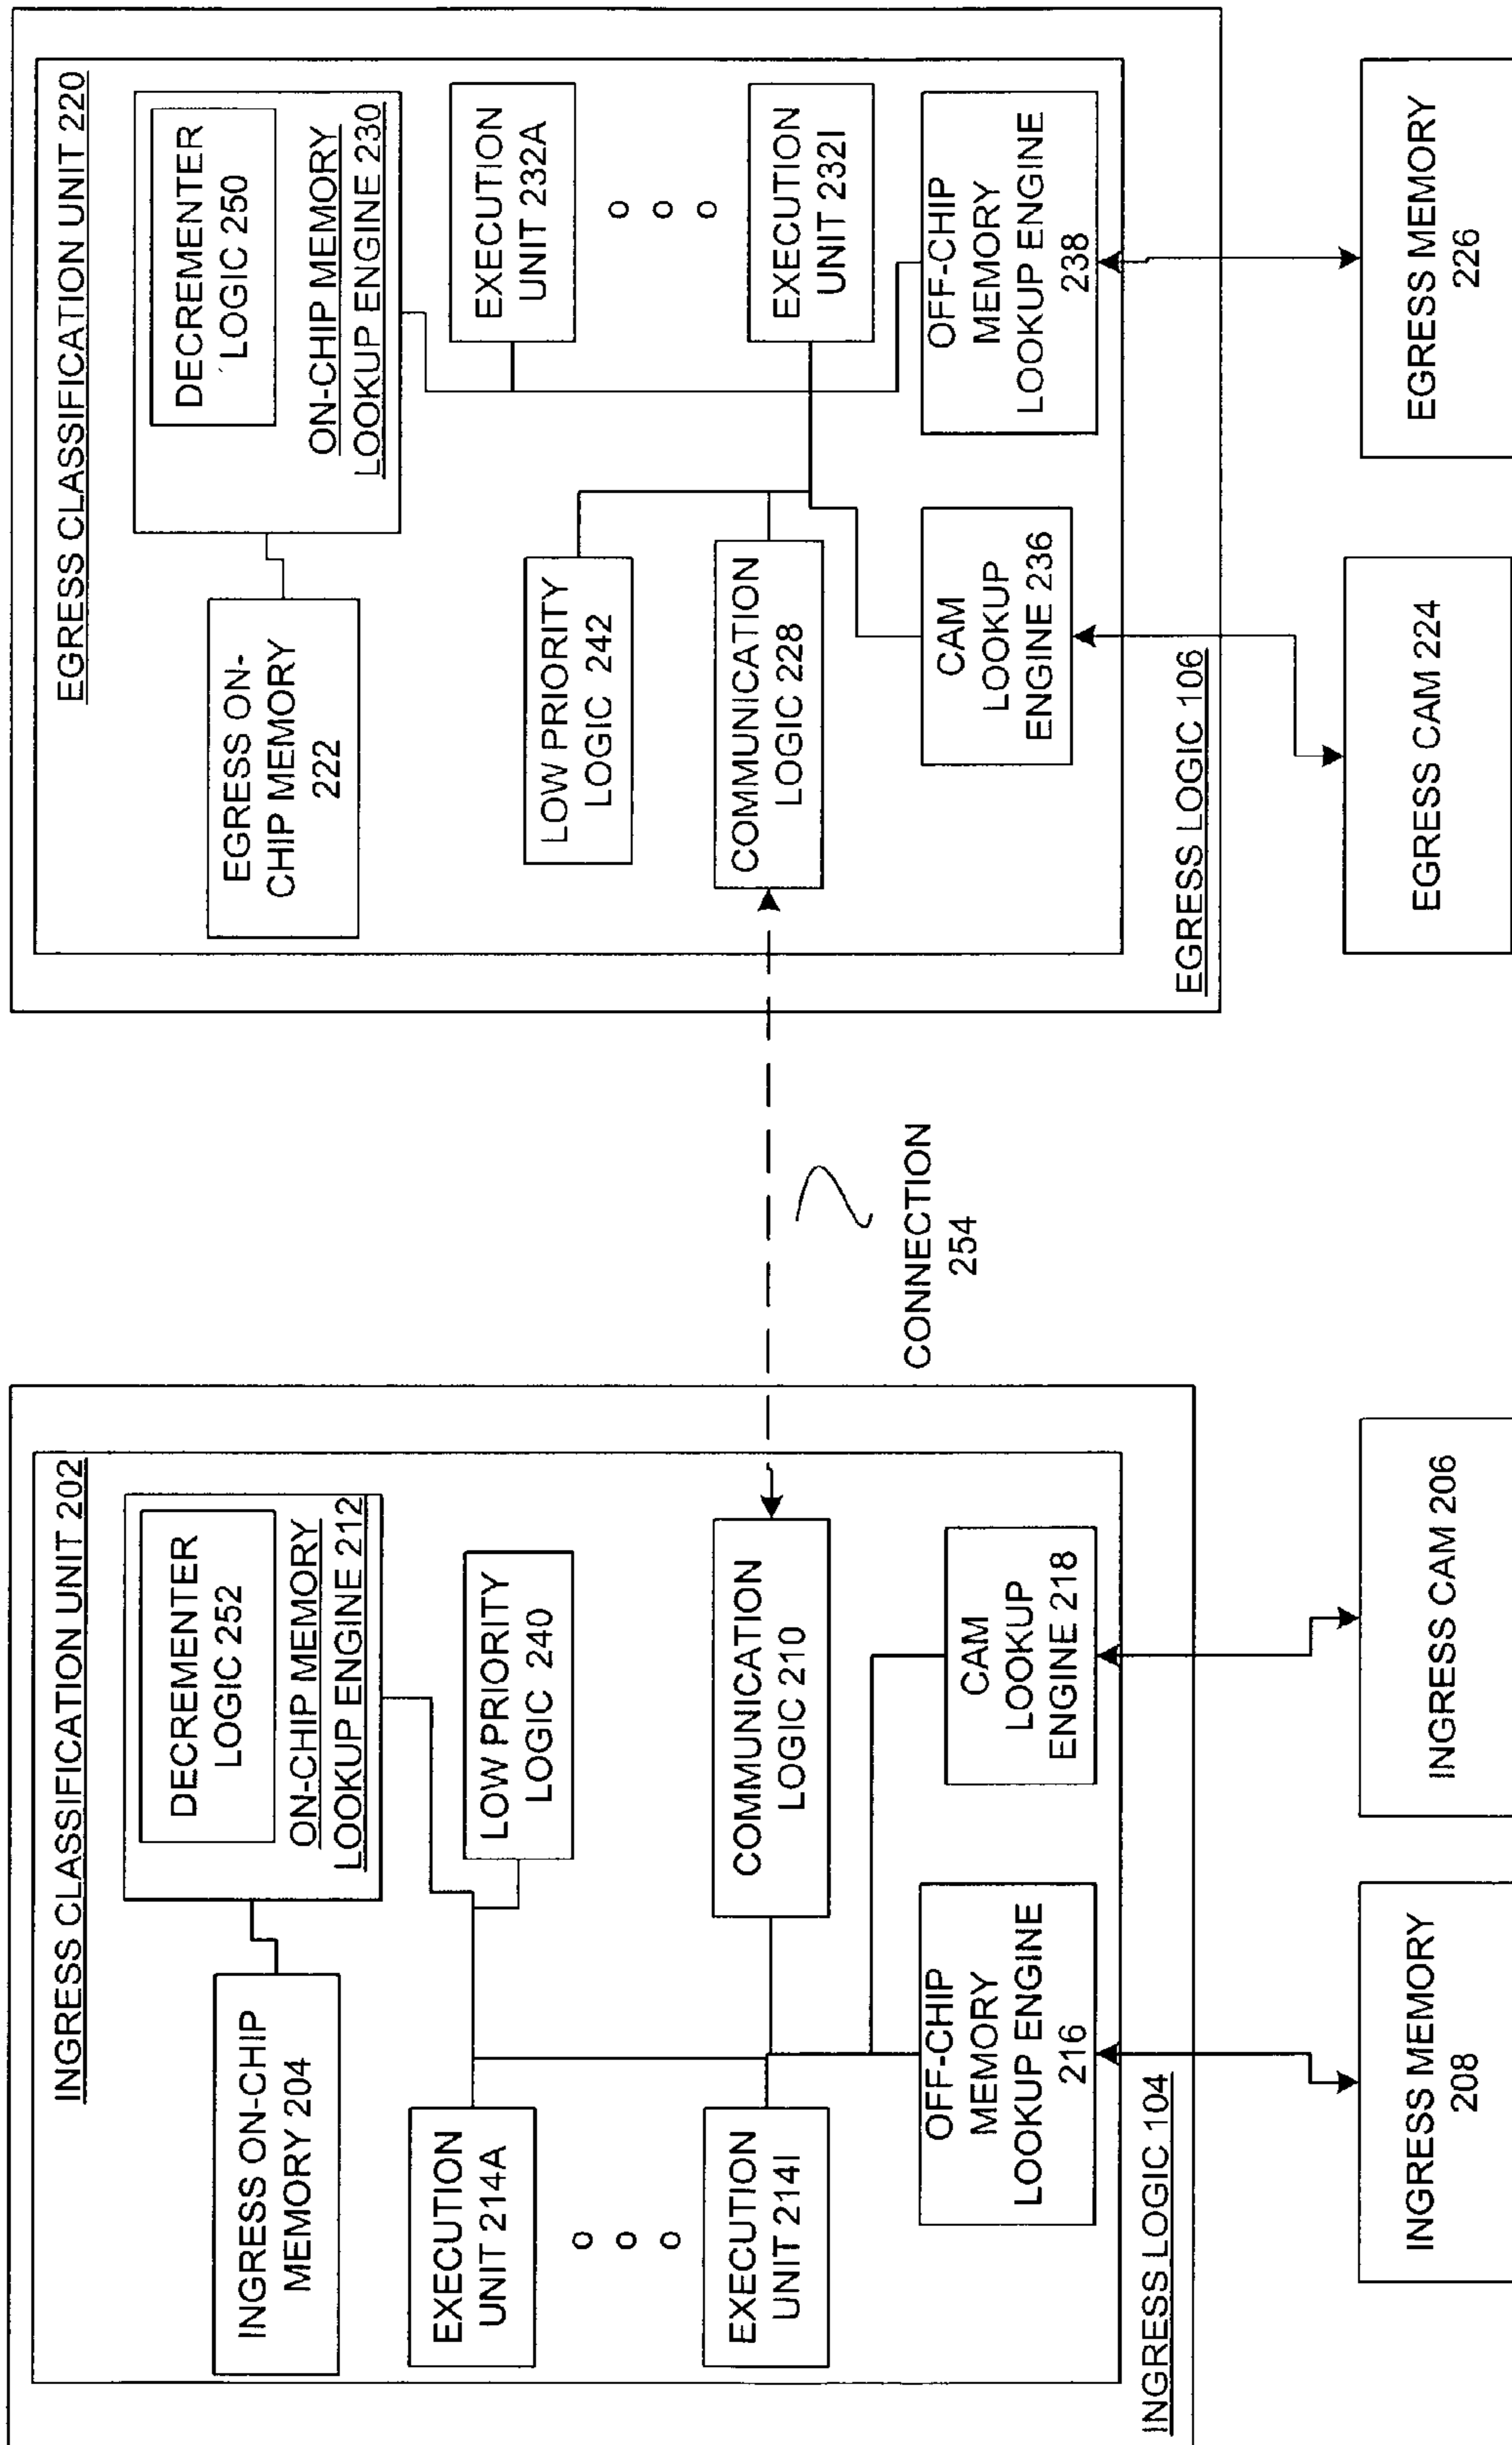 INGRESS CLASSIFICATION UNIT 202
DECREMENTER
LOGIC 252
ON-CHIP MEMORY
LOOKUP ENGINE 212
INGRESS ON-CHIP
MEMORY 204
LOW PRIORITY
LOGIC 240
EXECUTION
UNIT 214A
EXECUTION
UNIT 214I
COMMUNICATION
LOGIC 210
OFF-CHIP
MEMORY
LOOKUP ENGINE
216
CAM
LOOKUP
ENGINE 218
INGRESS LOGIC 104
INGRESS MEMORY
208
INGRESS CAM 206
CONNECTION
254
EGRESS CLASSIFICATION UNIT 220
EGRESS ON-
CHIP MEMORY
222
DECREMENTER
LOGIC 250
ON-CHIP MEMORY
LOOKUP ENGINE 230
LOW PRIORITY
LOGIC 242
EXECUTION
UNIT 232A
EXECUTION
UNIT 232I
COMMUNICATION
LOGIC 228
CAM
LOOKUP
ENGINE 236
OFF-CHIP
MEMORY
LOOKUP ENGINE
238
EGRESS LOGIC 106
EGRESS CAM 224
EGRESS MEMORY
226